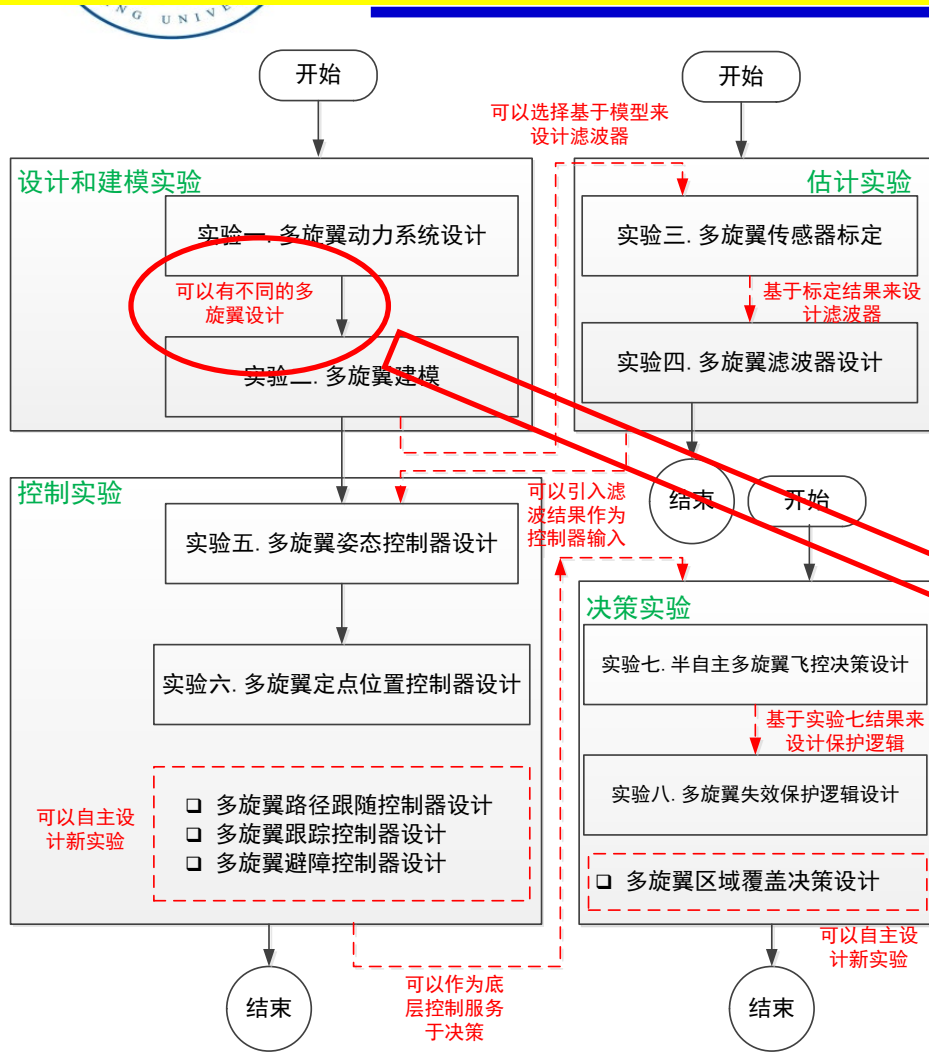 NG UNIVE
开始
开始
可以选择基于模型来
设计滤波器
设计和建模实验
实验一. 多旋翼动力系统设计
可以有不同的多
旋翼设计
实验二. 多旋翼建模
估计实验
实验三. 多旋翼传感器标定
基于标定结果来设
计滤波器
实验四. 多旋翼滤波器设计
结束
开始
控制实验
可以引入滤
波结果作为
控制器输入
实验五. 多旋翼姿态控制器设计
实验六. 多旋翼定点位置控制器设计
可以自主设
计新实验
❑ 多旋翼路径跟随控制器设计
❑ 多旋翼跟踪控制器设计
❑ 多旋翼避障控制器设计
决策实验
实验七. 半自主多旋翼飞控决策设计
基于实验七结果来
设计保护逻辑
实验八. 多旋翼失效保护逻辑设计
❑ 多旋翼区域覆盖决策设计
可以自主设
计新实验
结束
可以作为底
层控制服务
于决策
结束